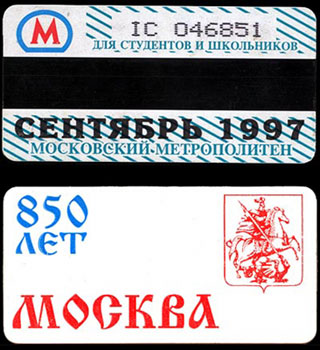 М
IC 046851
ДЛЯ СТУДЕНТОВ И ШКОЛЬНИКОВ
СЕНТЯБРЬ 1997
МОСКОВСКИЙ МЕТРОПОЛИТЕН
850
ЛЕТ
МОСКВА